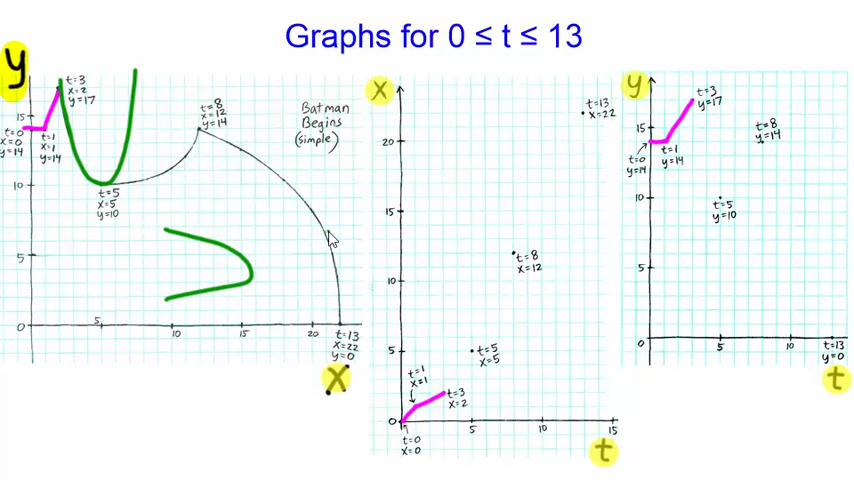 Graphs for 0 ≤ t ≤ 13
y
t=3
x=2
y=17
t=8
x=12
y=14
Batman
Begins
(simple)
15
t=0
x=0
y=14
t=1
x=1
y=14
10
t=5
x=5
y=10
5
0
5
10
15
20
t=13
x=22
y=0
x
x
t=13
x=22
20
15
t=8
x=12
10
5
t=5
x=5
t=1
x=1
t=3
x=2
0
5
10
15
t=0
x=0
t
y
t=3
y=17
15
t=8
y=14
t=0
y=14
t=1
y=14
10
t=5
y=10
5
0
5
10
t=13
y=0
t